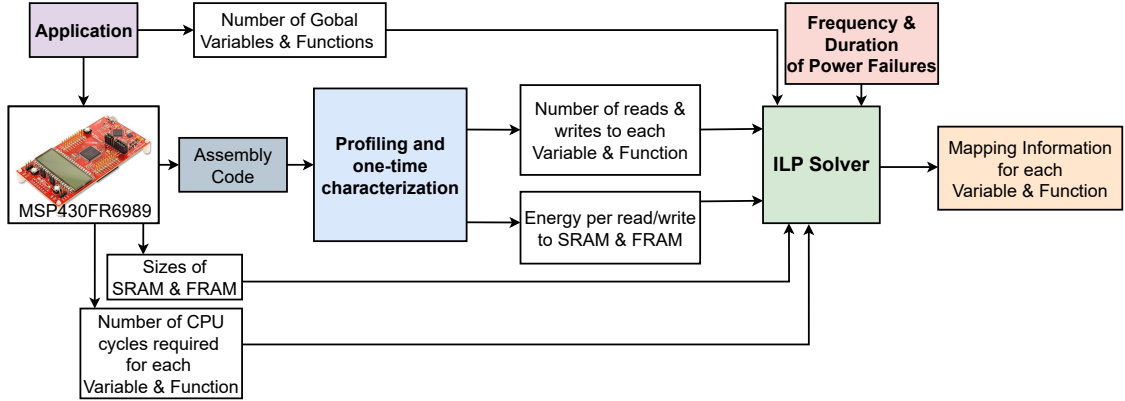 Application
Number of Gobal
Variables & Functions
Frequency &
Duration
of Power Failures
MSP430FR6989
Assembly
Code
Profiling and
one-time
characterization
Number of reads &
writes to each
Variable & Function
Energy per read/write
to SRAM & FRAM
ILP Solver
Mapping Information
for each
Variable & Function
Sizes of
SRAM & FRAM
Number of CPU
cycles required
for each
Variable & Function